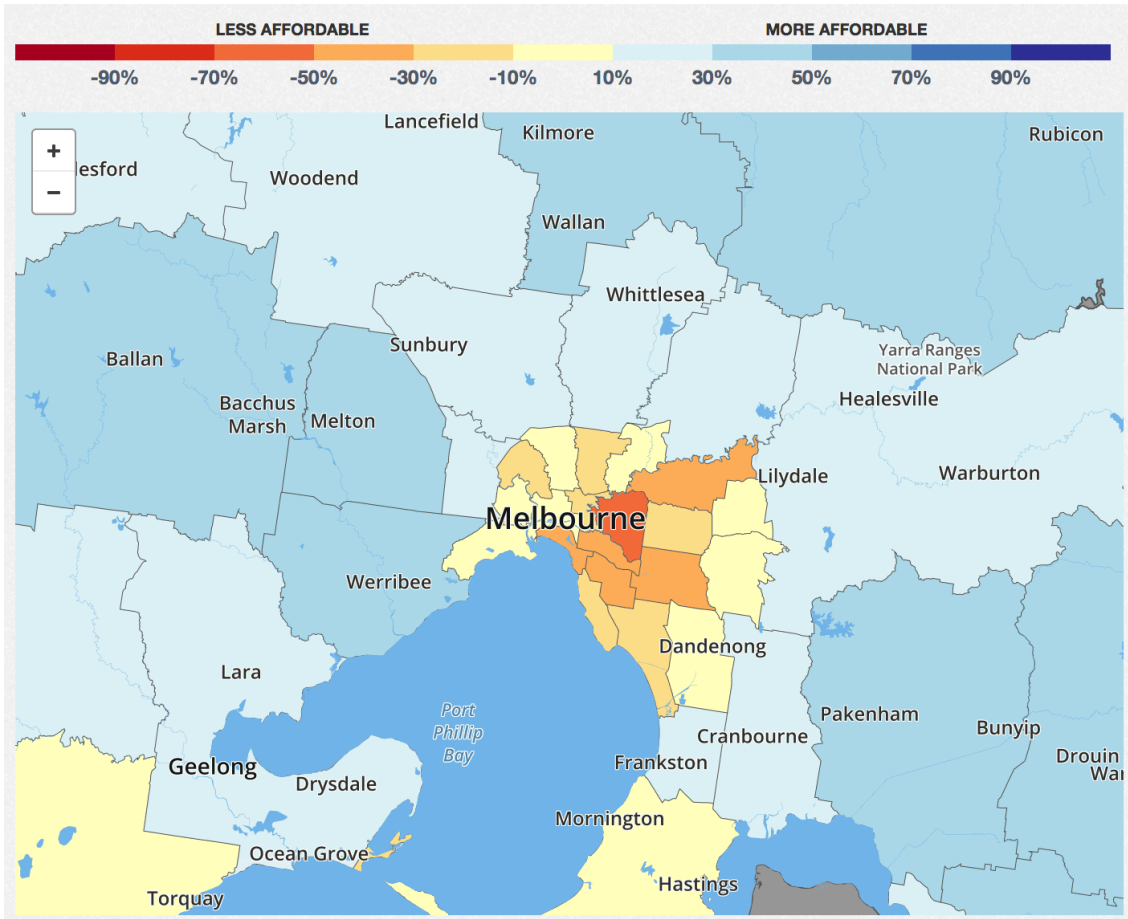 LESS AFFORDABLE MORE AFFORDABLE
-90% -70% -50% -30% -10% 10% 30% 50% 70% 90%
+
−
Lancefield
Kilmore
Rubicon
lesford
Woodend
Wallan
Whittlesea
Sunbury
Ballan
Yarra Ranges
National Park
Healesville
Bacchus
Marsh
Melton
Lilydale
Warburton
Melbourne
Werribee
Dandenong
Lara
Port
Phillip
Bay
Pakenham
Bunyip
Cranbourne
Geelong
Frankston
Drouin
War
Drysdale
Mornington
Ocean Grove
Hastings
Torquay